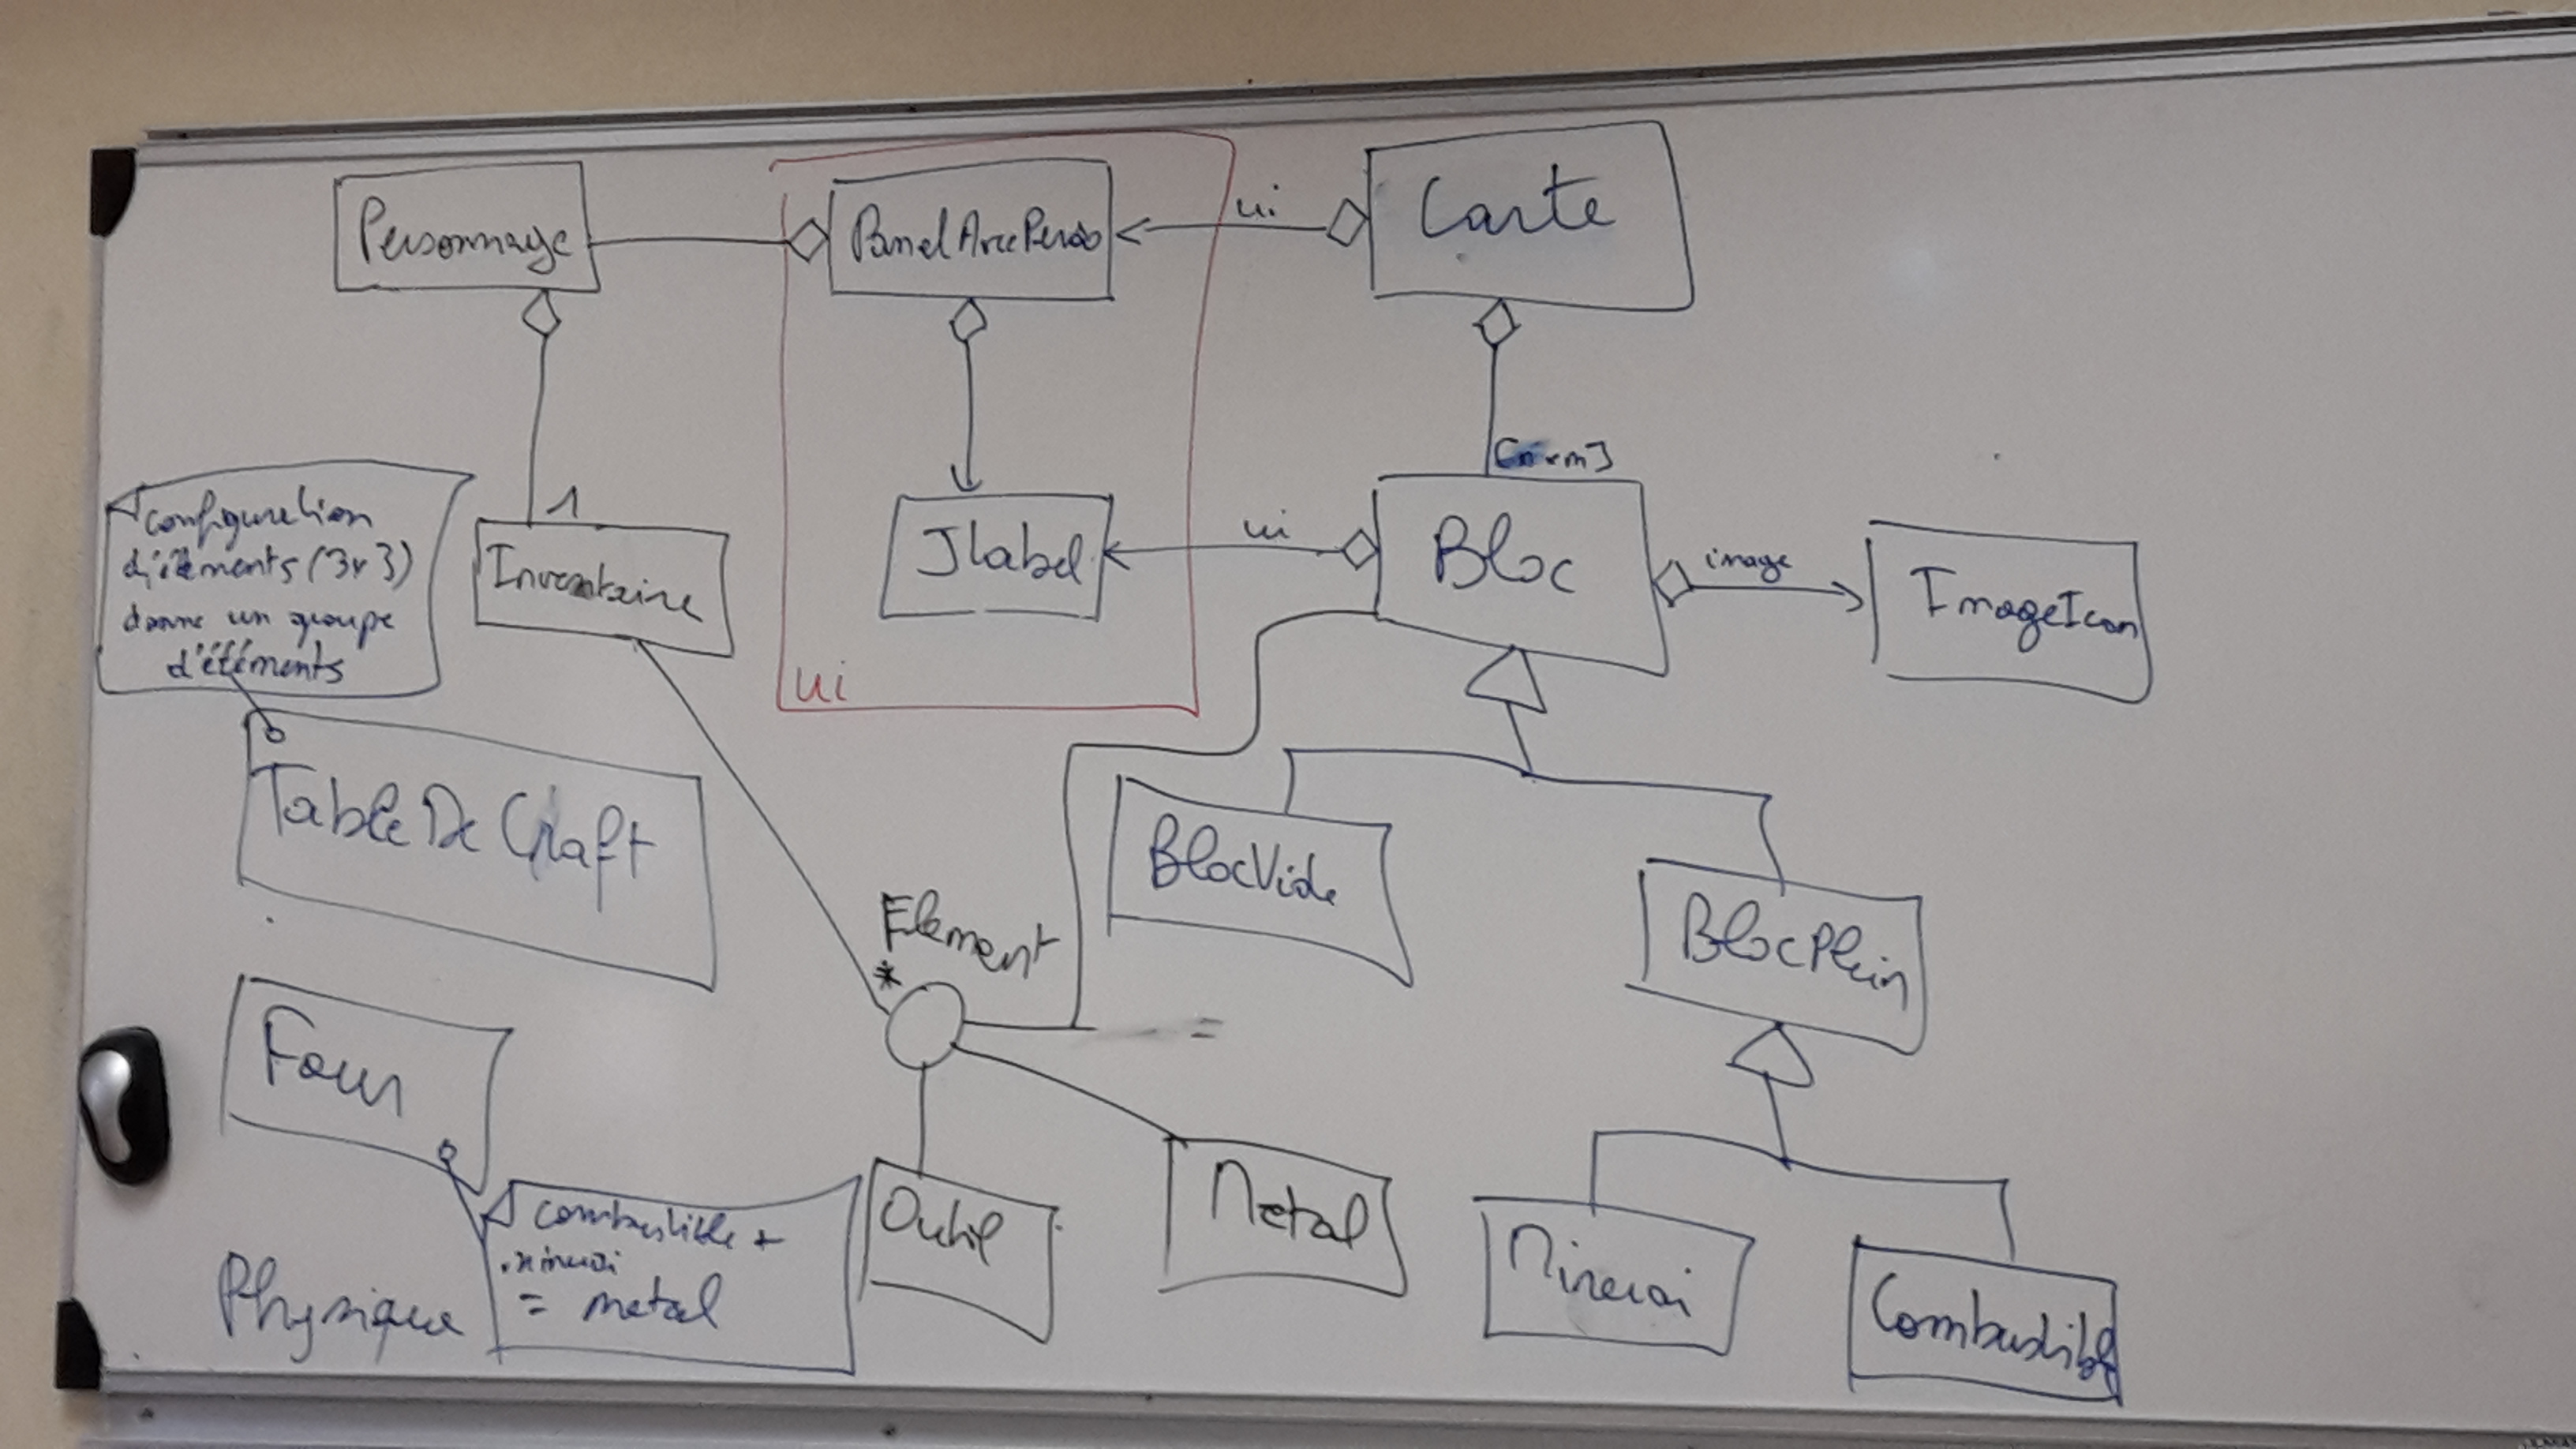 Personnage
PanelAvecPerso
ui
Carte
[n×m]
configuration
d'éléments (3x3)
donne un groupe
d'éléments
1
Inventaire
JLabel
ui
Bloc
image
ImageIcon
ui
TableDeCraft
BlocVide
Element
*
BlocPlein
Four
combustible +
minerai
= metal
Outil
Metal
Minerai
Combustible
Physique